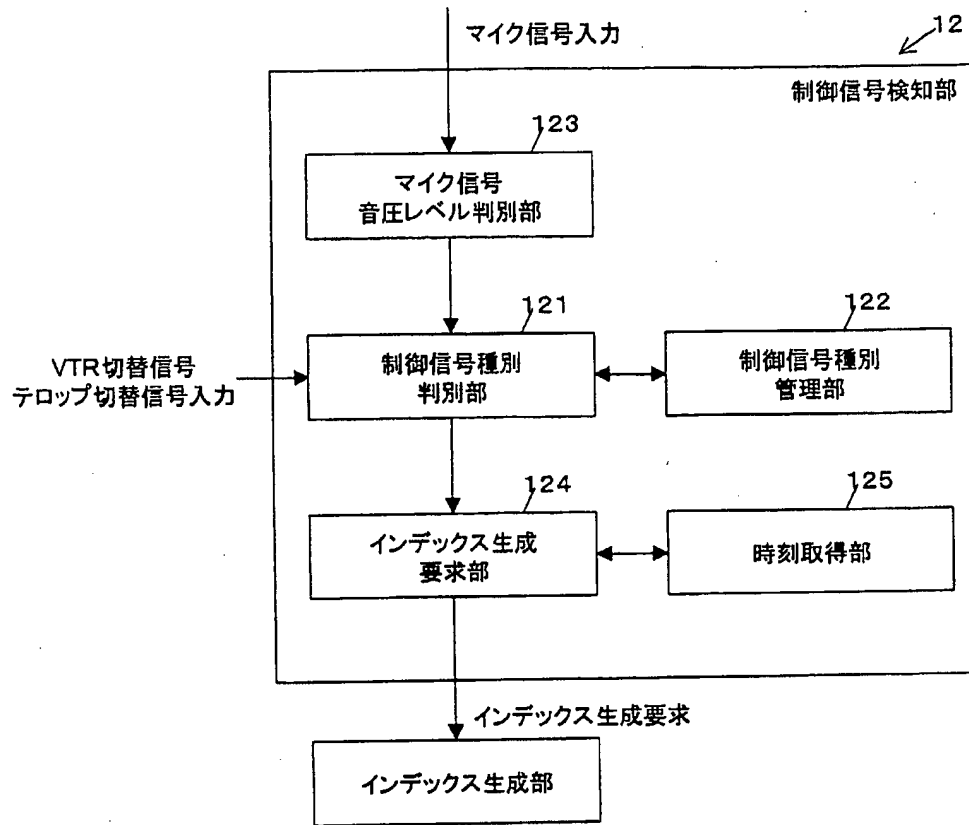 マイク信号入力
12
制御信号検知部
123
マイク信号
音圧レベル判別部
121
制御信号種別
判別部
122
制御信号種別
管理部
VTR切替信号
テロップ切替信号入力
124
インデックス生成
要求部
125
時刻取得部
インデックス生成要求
インデックス生成部